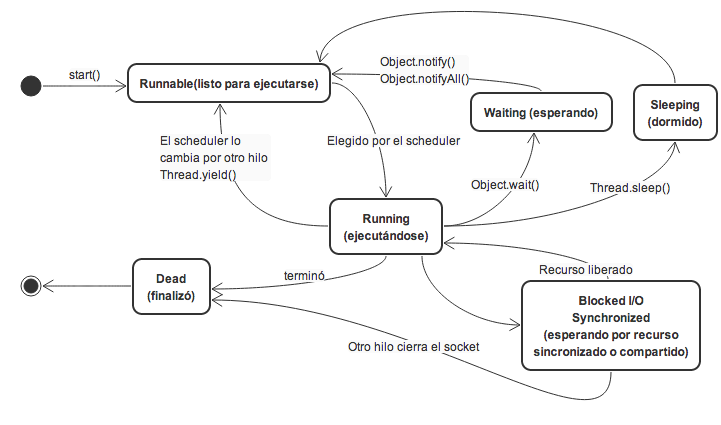 start()
Runnable(listo para ejecutarse)
Object.notify()
Object.notifyAll()
Waiting (esperando)
Sleeping
(dormido)
El scheduler lo
cambia por otro hilo
Thread.yield()
Elegido por el scheduler
Object.wait()
Thread.sleep()
Running
(ejecutándose)
Dead
(finalizó)
terminó
Recurso liberado
Blocked I/O
Synchronized
(esperando por recurso
sincronizado o compartido)
Otro hilo cierra el socket